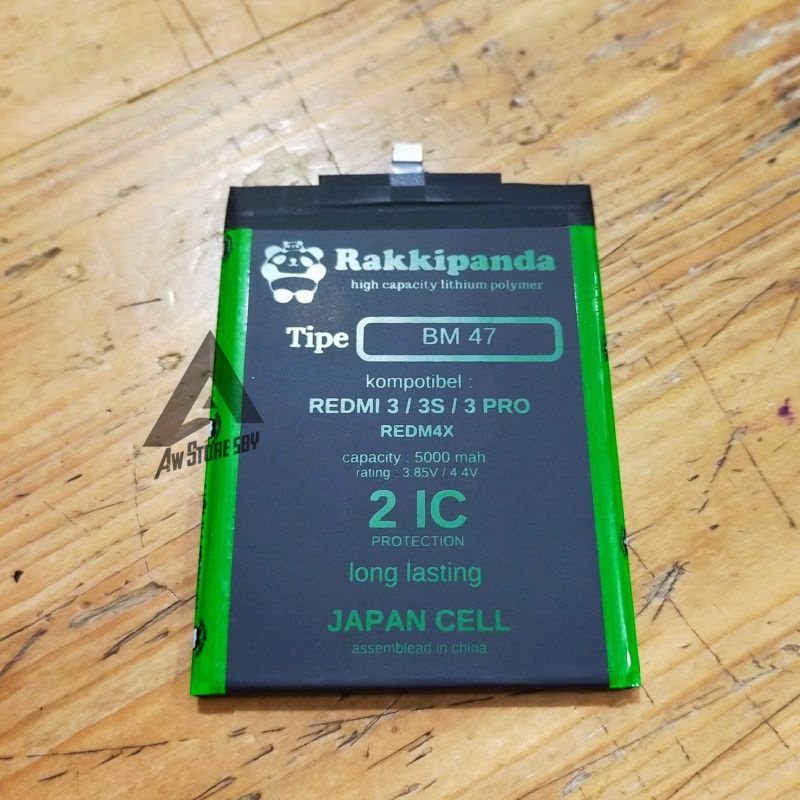 Rakkipanda
high capacity lithium polymer
Tipe BM 47
kompotibel :
REDMI 3 / 3S / 3 PRO
REDM4X
capacity : 5000 mah
rating : 3.85V / 4.4V
2 IC
PROTECTION
long lasting
JAPAN CELL
assemblead in china
AW STORE SBY